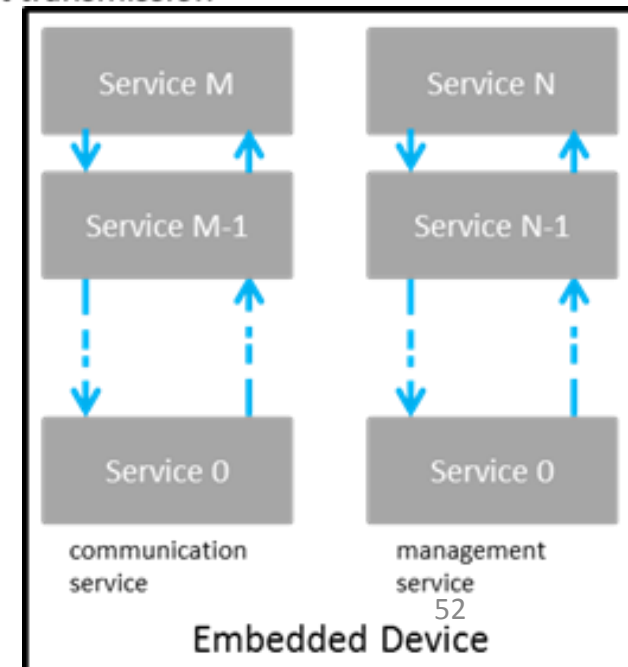 Service M
Service N
Service M-1
Service N-1
Service 0
Service 0
communication
service
management
service
52
Embedded Device